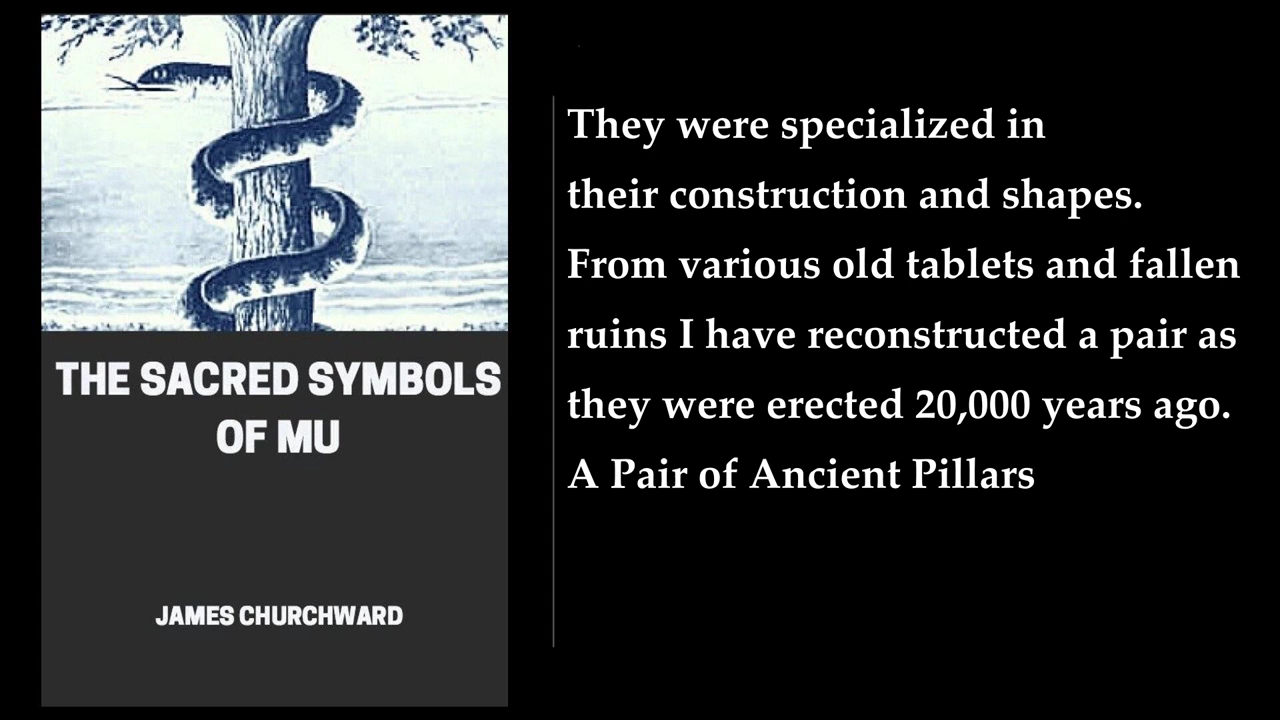 THE SACRED SYMBOLS
OF MU
JAMES CHURCHWARD
They were specialized in
their construction and shapes.
From various old tablets and fallen
ruins I have reconstructed a pair as
they were erected 20,000 years ago.
A Pair of Ancient Pillars